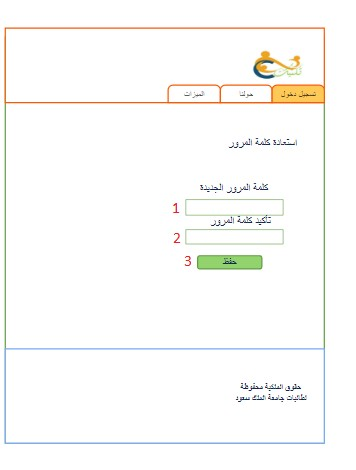 تسجيل دخول
حولنا
الميزات
استعادة كلمة المرور
كلمة المرور الجديدة
1
تأكيد كلمة المرور
2
3 حفظ
حقوق الملكية محفوظة
لطالبات جامعة الملك سعود